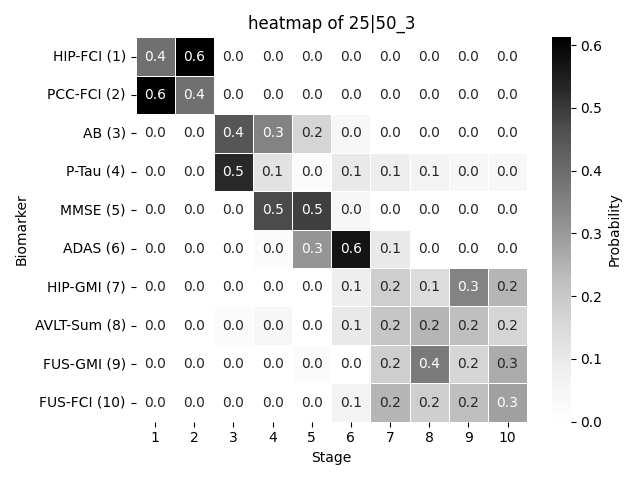 heatmap of 25|50_3
HIP-FCI (1) 0.4 0.6 0.0 0.0 0.0 0.0 0.0 0.0 0.0 0.0
PCC-FCI (2) 0.6 0.4 0.0 0.0 0.0 0.0 0.0 0.0 0.0 0.0
AB (3) 0.0 0.0 0.4 0.3 0.2 0.0 0.0 0.0 0.0 0.0
P-Tau (4) 0.0 0.0 0.5 0.1 0.0 0.1 0.1 0.1 0.0 0.0
MMSE (5) 0.0 0.0 0.0 0.5 0.5 0.0 0.0 0.0 0.0 0.0
ADAS (6) 0.0 0.0 0.0 0.0 0.3 0.6 0.1 0.0 0.0 0.0
HIP-GMI (7) 0.0 0.0 0.0 0.0 0.0 0.1 0.2 0.1 0.3 0.2
AVLT-Sum (8) 0.0 0.0 0.0 0.0 0.0 0.1 0.2 0.2 0.2 0.2
FUS-GMI (9) 0.0 0.0 0.0 0.0 0.0 0.0 0.2 0.4 0.2 0.3
FUS-FCI (10) 0.0 0.0 0.0 0.0 0.0 0.1 0.2 0.2 0.2 0.3
1 2 3 4 5 6 7 8 9 10
Stage
Biomarker
0.6
0.5
0.4
0.3
0.2
0.1
0.0
Probability